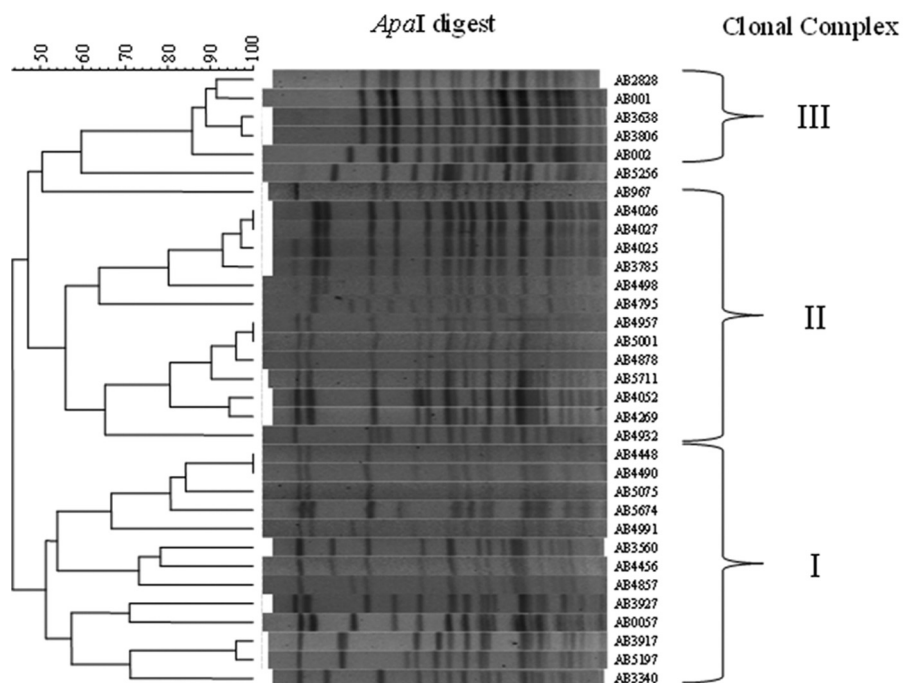 ApaI digest
Clonal Complex
50 60 70 80 90 100
AB2828
AB001
AB3638
AB3806
AB002
AB5256
AB967
AB4026
AB4027
AB4025
AB3785
AB4498
AB4795
AB4957
AB5001
AB4878
AB5711
AB4052
AB4269
AB4932
AB4448
AB4490
AB5075
AB5674
AB4991
AB3560
AB4456
AB4857
AB3927
AB0057
AB3917
AB5197
AB3340
III
II
I